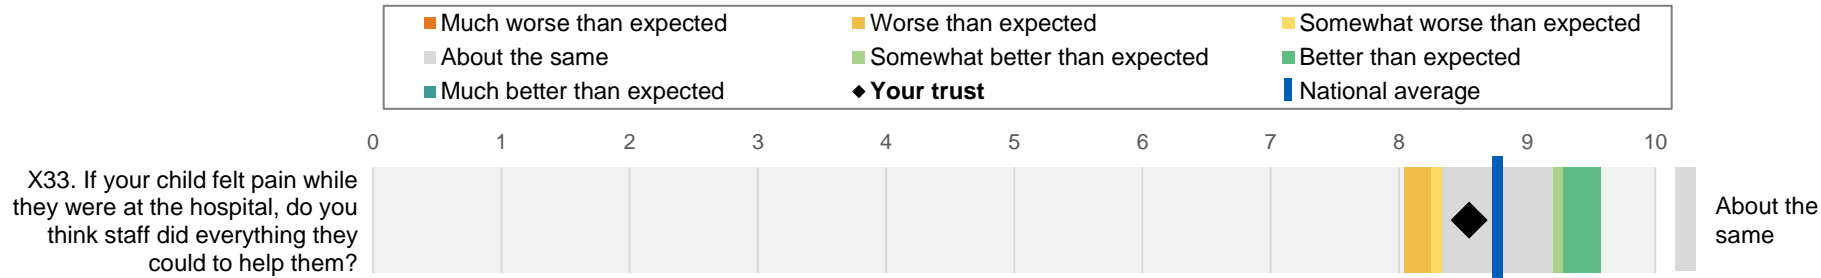 Much worse than expected
Worse than expected
Somewhat worse than expected
About the same
Somewhat better than expected
Better than expected
Much better than expected
Your trust
National average
0 1 2 3 4 5 6 7 8 9 10
X33. If your child felt pain while
they were at the hospital, do you
think staff did everything they
could to help them?
About the
same